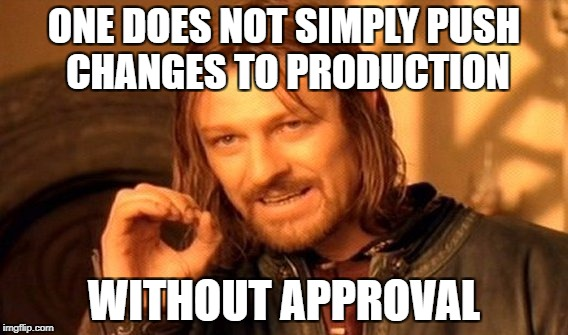 ONE DOES NOT SIMPLY PUSH
CHANGES TO PRODUCTION
WITHOUT APPROVAL
imgflip.com